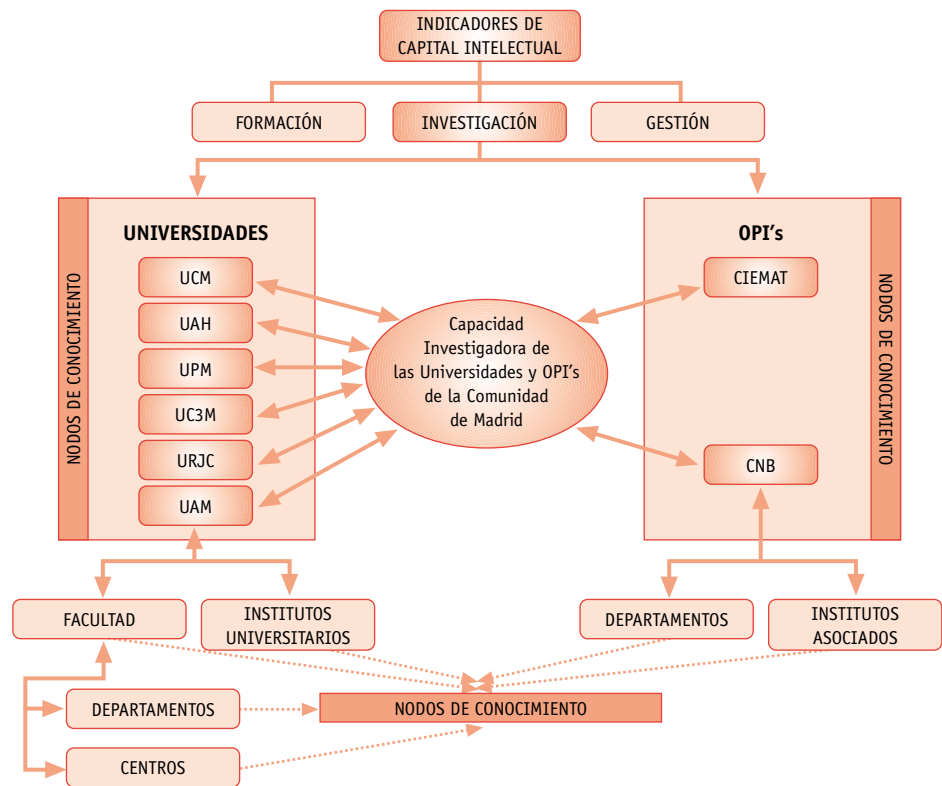 INDICADORES DE
CAPITAL INTELECTUAL
FORMACIÓN
INVESTIGACIÓN
GESTIÓN
NODOS DE CONOCIMIENTO
UNIVERSIDADES
UCM
UAH
UPM
UC3M
URJC
UAM
Capacidad
Investigadora de
las Universidades y OPI's
de la Comunidad
de Madrid
OPI's
CIEMAT
CNB
NODOS DE CONOCIMIENTO
FACULTAD
INSTITUTOS
UNIVERSITARIOS
DEPARTAMENTOS
INSTITUTOS
ASOCIADOS
DEPARTAMENTOS
NODOS DE CONOCIMIENTO
CENTROS